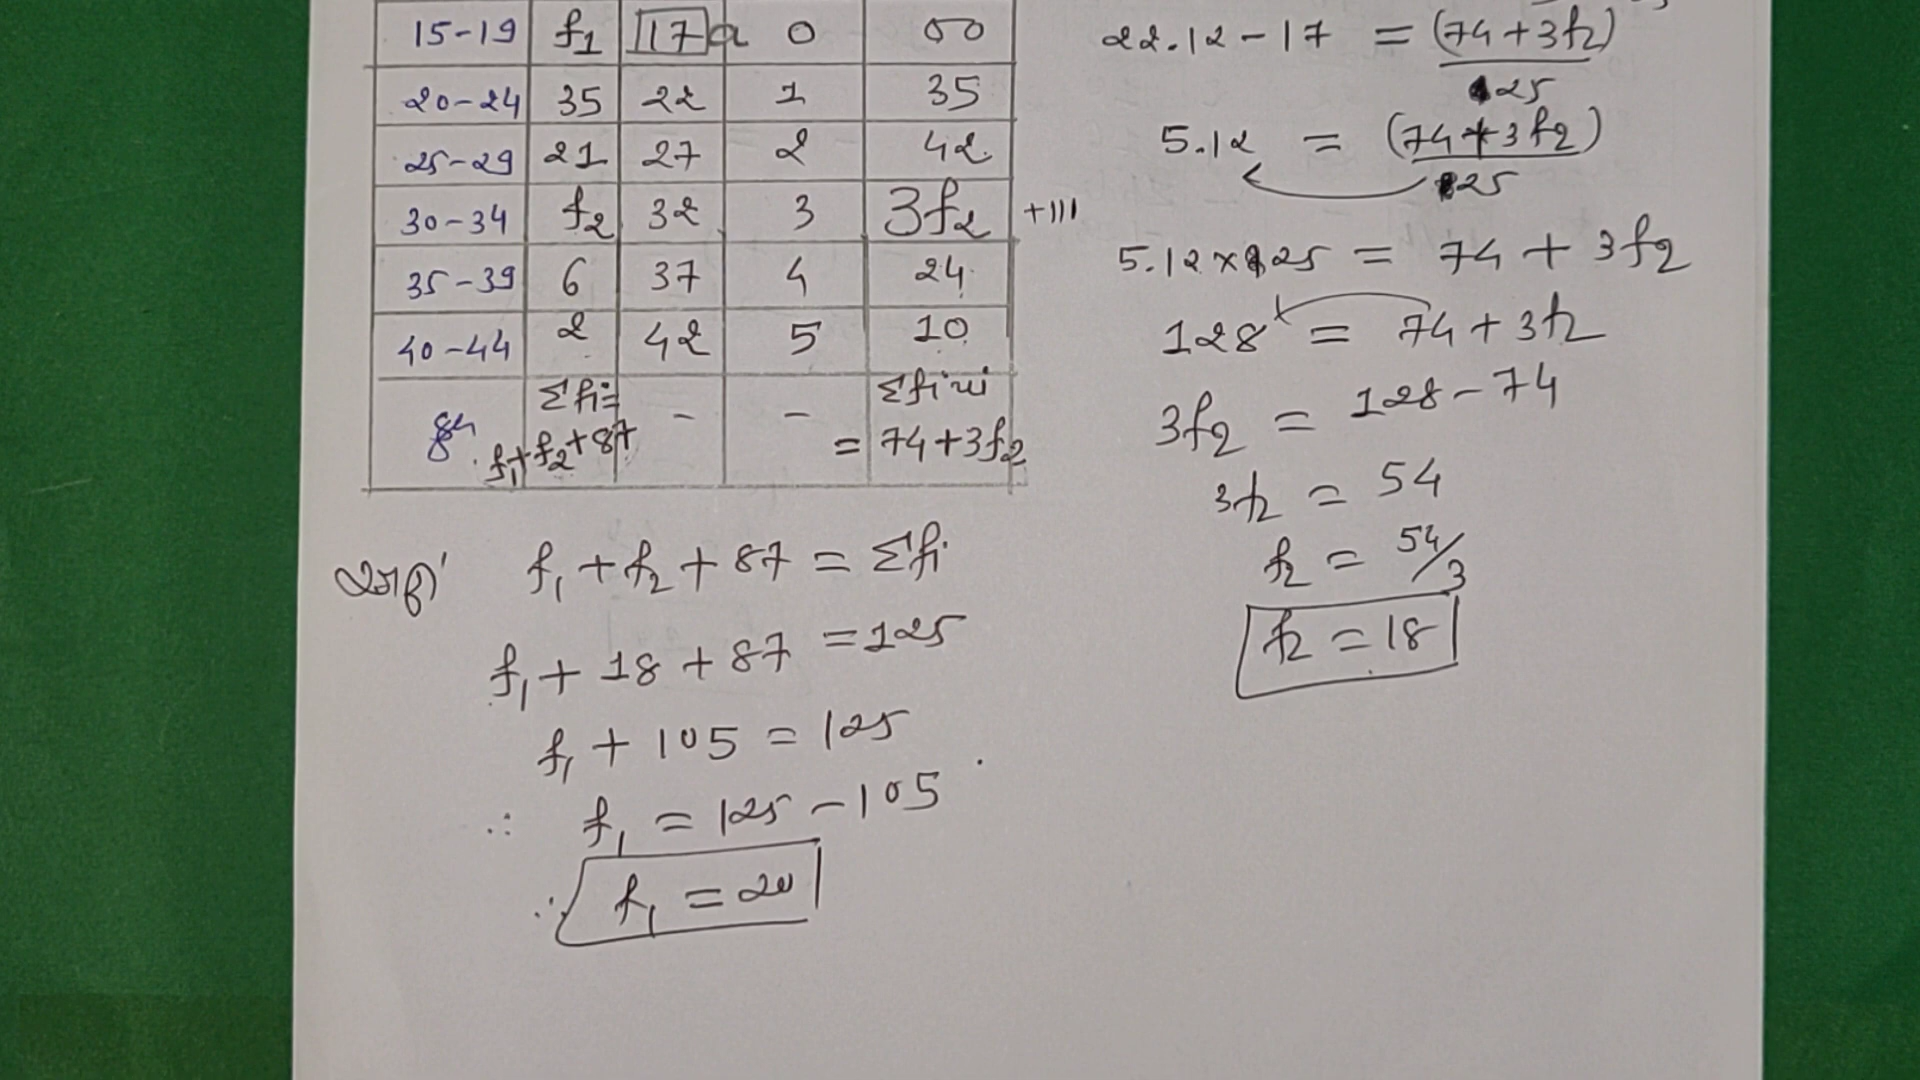 15-19 f₁ 17 a 0 00
20-24 35 22 1 35
25-29 21 27 2 42
30-34 f₂ 32 3 3f₂ +111
35-39 6 37 4 24
40-44 2 42 5 10
Σfi= f₁+f₂+87 - - Σfiui = 74+3f₂
f₁ + f₂ + 87 = Σfi
f₁ + 18 + 87 = 125
f₁ + 105 = 125
∴ f₁ = 125 - 105
∴ f₁ = 20
22.12 - 17 = (74+3f₂)/25
5.12 = (74+3f₂)/25
5.12 × 25 = 74 + 3f₂
128 = 74 + 3f₂
3f₂ = 128 - 74
3f₂ = 54
f₂ = 54/3
f₂ = 18